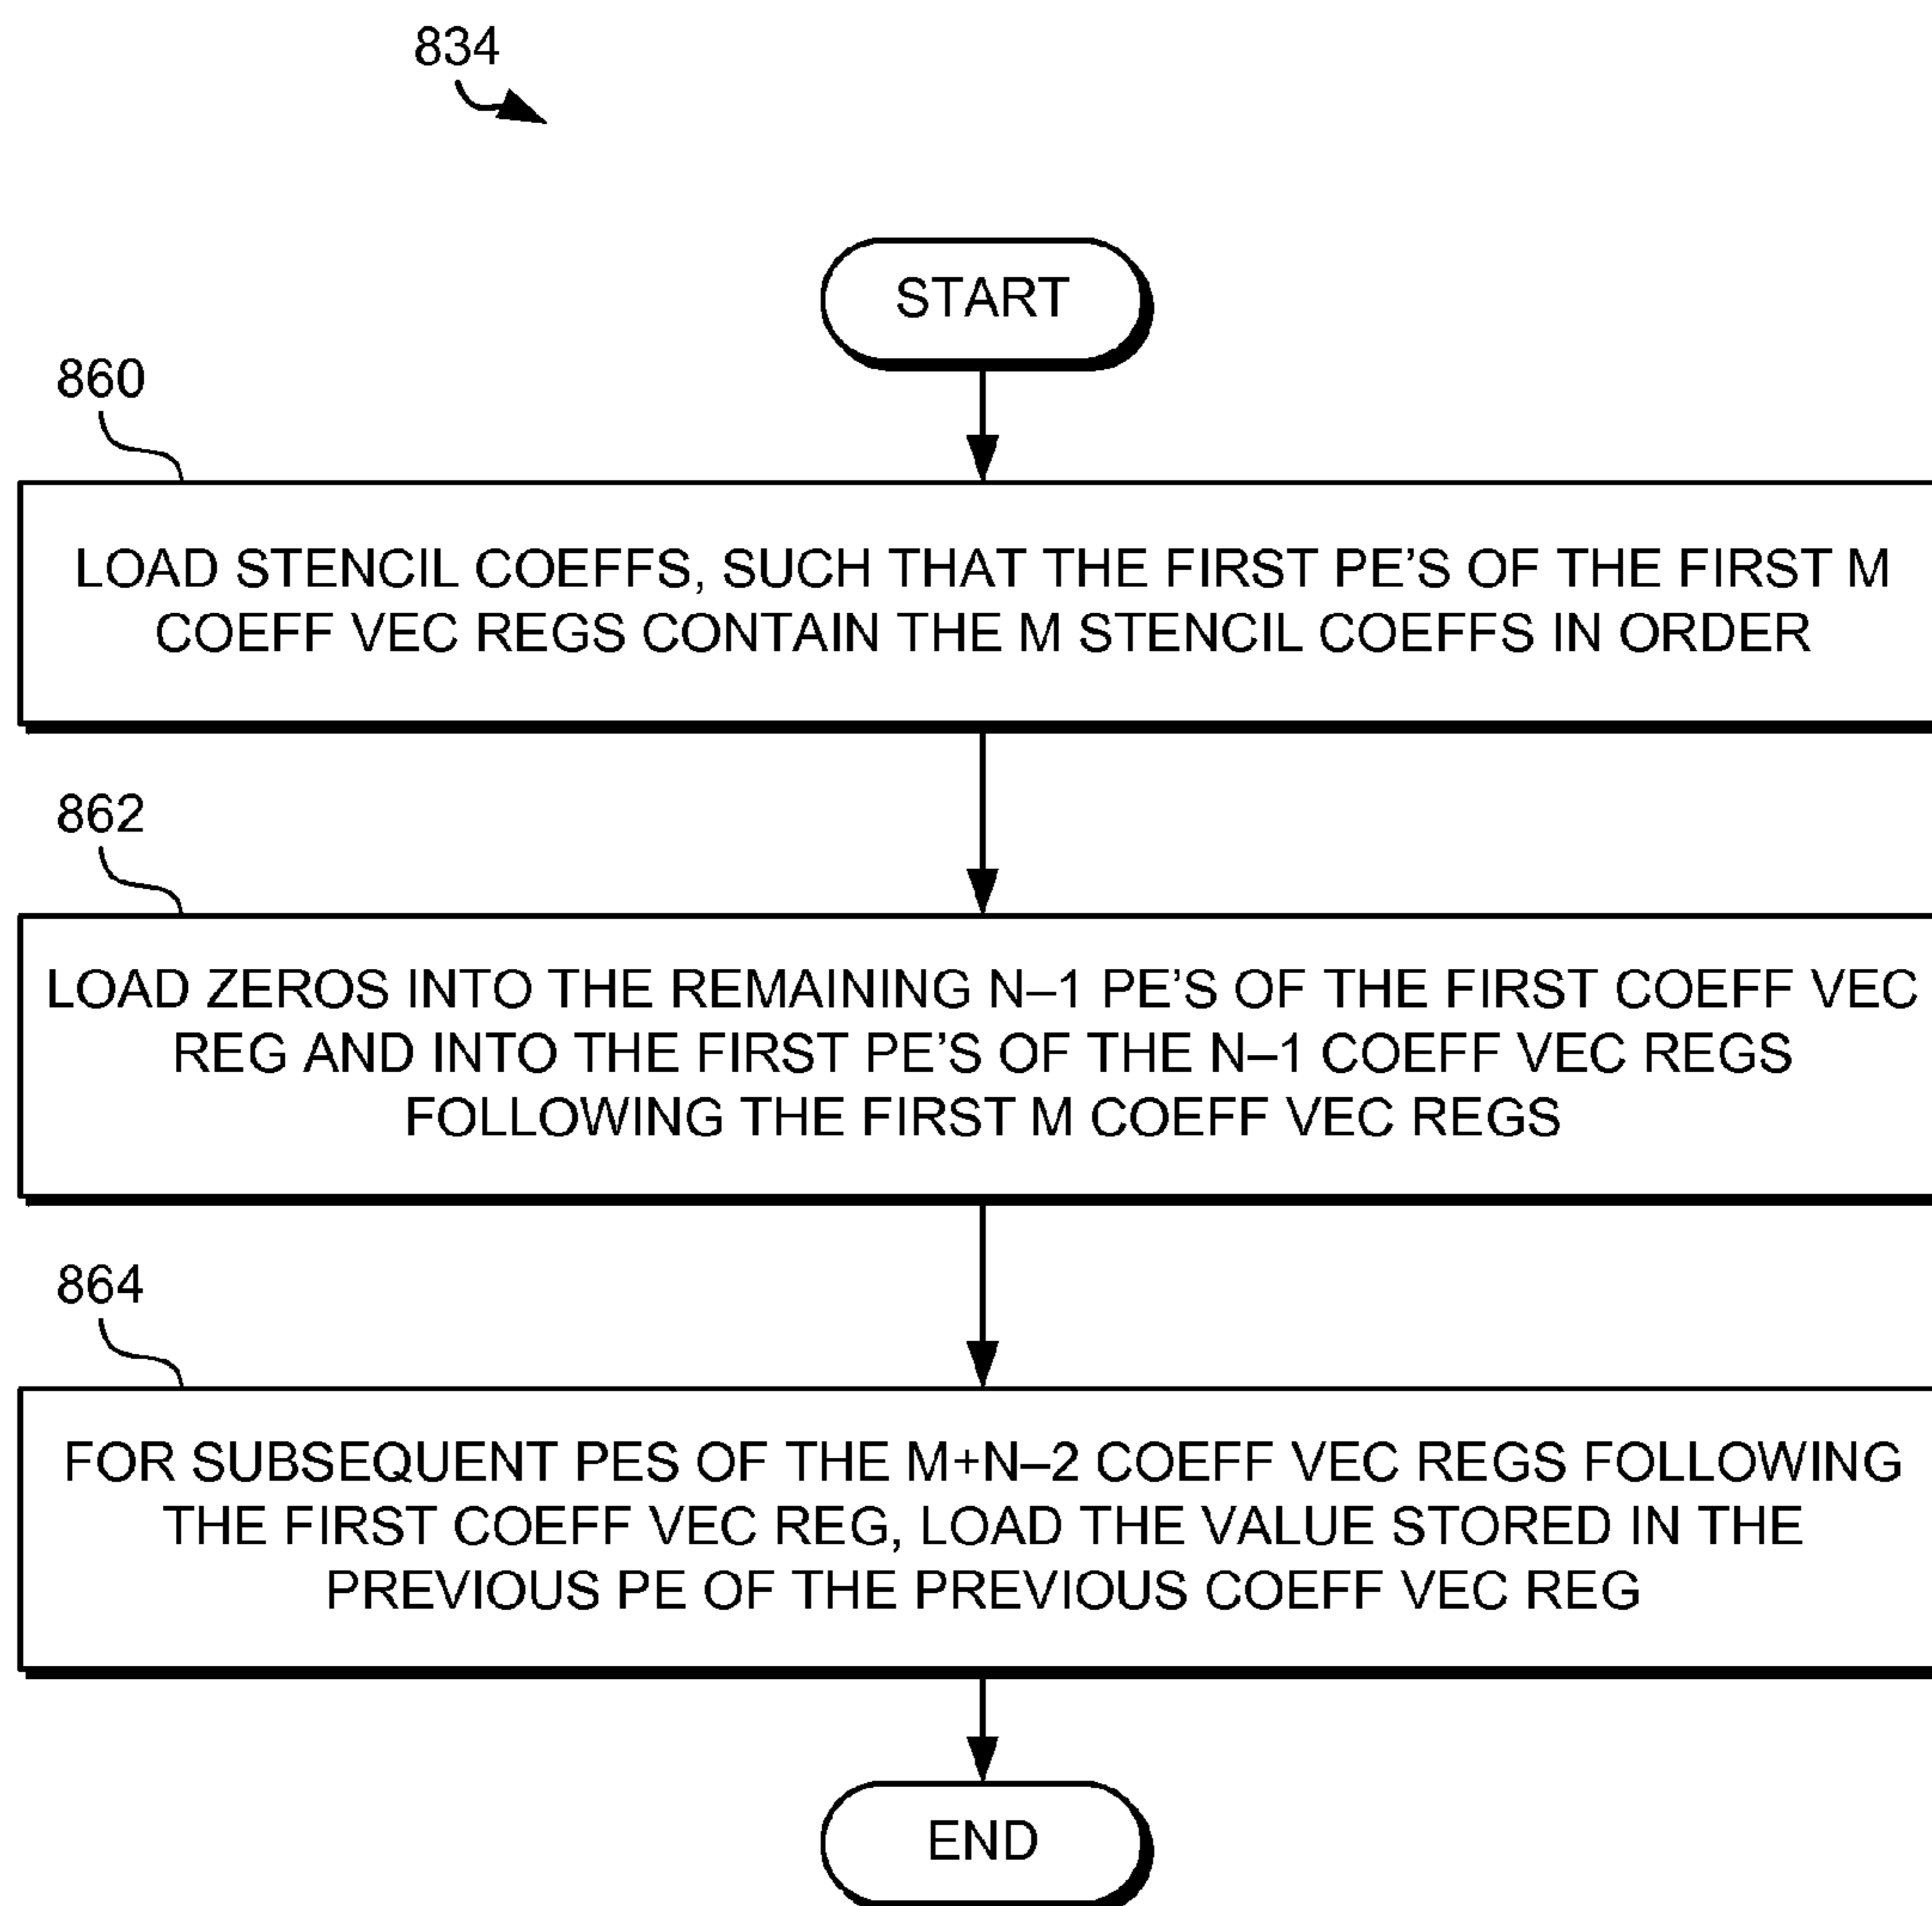 834
START
860
LOAD STENCIL COEFFS, SUCH THAT THE FIRST PE'S OF THE FIRST M
COEFF VEC REGS CONTAIN THE M STENCIL COEFFS IN ORDER
862
LOAD ZEROS INTO THE REMAINING N–1 PE'S OF THE FIRST COEFF VEC
REG AND INTO THE FIRST PE'S OF THE N–1 COEFF VEC REGS
FOLLOWING THE FIRST M COEFF VEC REGS
864
FOR SUBSEQUENT PES OF THE M+N–2 COEFF VEC REGS FOLLOWING
THE FIRST COEFF VEC REG, LOAD THE VALUE STORED IN THE
PREVIOUS PE OF THE PREVIOUS COEFF VEC REG
END